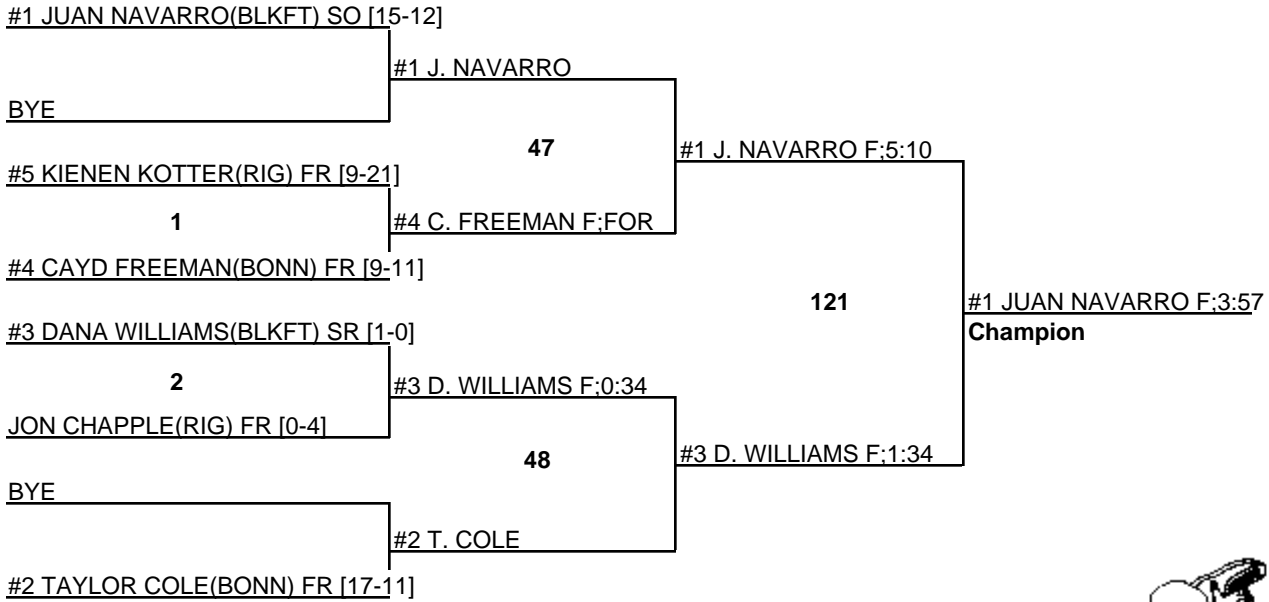 #1 JUAN NAVARRO(BLKFT) SO [15-12]
#1 J. NAVARRO
BYE
47
#1 J. NAVARRO F;5:10
#5 KIENEN KOTTER(RIG) FR [9-21]
1
#4 C. FREEMAN F;FOR
#4 CAYD FREEMAN(BONN) FR [9-11]
121
#1 JUAN NAVARRO F;3:57
Champion
#3 DANA WILLIAMS(BLKFT) SR [1-0]
2
#3 D. WILLIAMS F;0:34
JON CHAPPLE(RIG) FR [0-4]
48
#3 D. WILLIAMS F;1:34
BYE
#2 T. COLE
#2 TAYLOR COLE(BONN) FR [17-11]